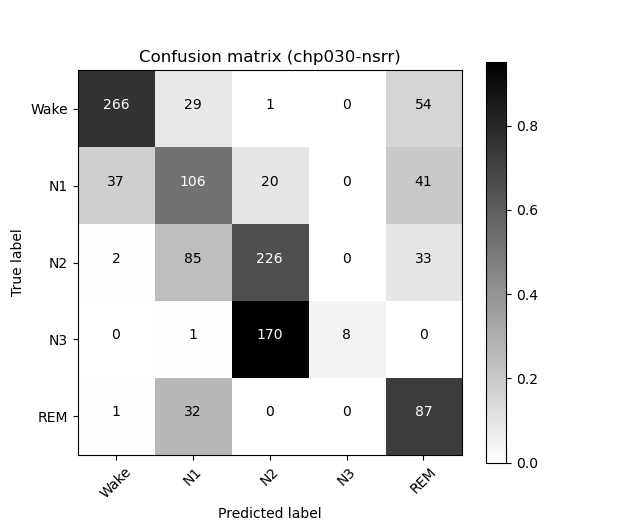 Confusion matrix (chp030-nsrr)
Wake 266 29 1 0 54
N1 37 106 20 0 41
N2 2 85 226 0 33
N3 0 1 170 8 0
REM 1 32 0 0 87
Wake N1 N2 N3 REM
Predicted label
True label
0.8
0.6
0.4
0.2
0.0